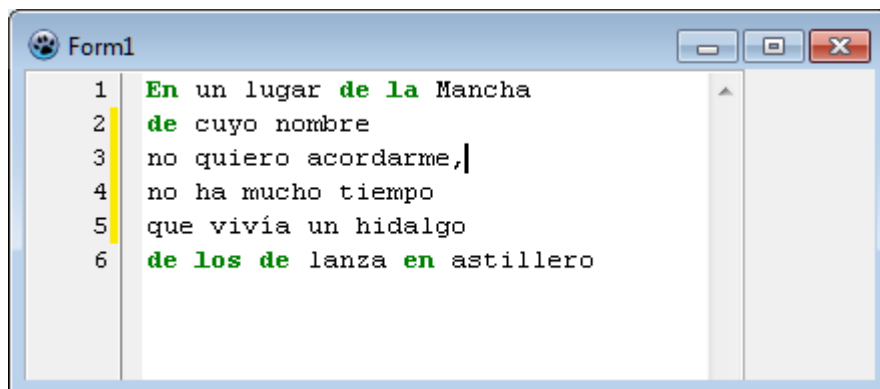 Form1
1 En un lugar de la Mancha
2 de cuyo nombre
3 no quiero acordarme,
4 no ha mucho tiempo
5 que vivía un hidalgo
6 de los de lanza en astillero